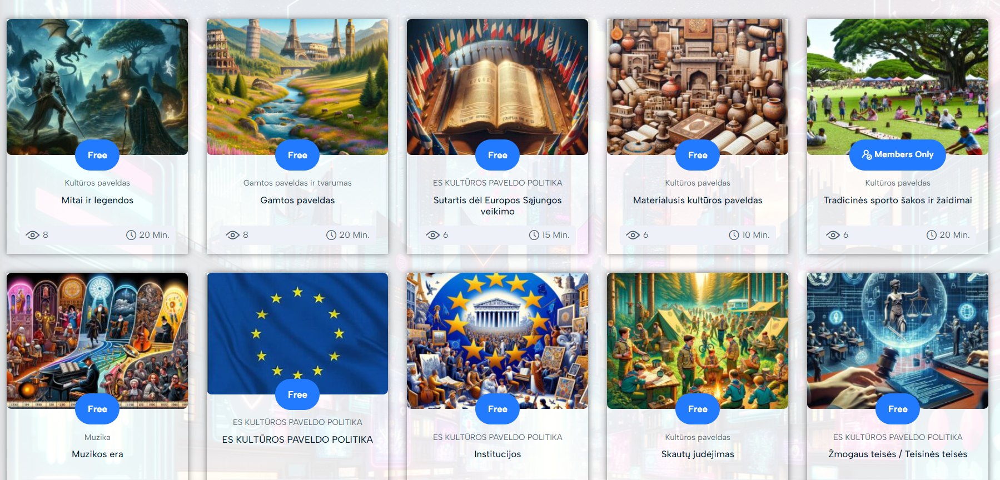 Free
Kultūros paveldas
Mitai ir legendos
8
20 Min.
Free
Gamtos paveldas ir tvarumas
Gamtos paveldas
8
20 Min.
Free
ES KULTŪROS PAVELDO POLITIKA
Sutartis dėl Europos Sąjungos
veikimo
6
15 Min.
Free
Kultūros paveldas
Materialusis kultūros paveldas
6
10 Min.
Members Only
Kultūros paveldas
Tradicinės sporto šakos ir žaidimai
6
20 Min.
Free
Muzika
Muzikos era
Free
ES KULTŪROS PAVELDO POLITIKA
ES KULTŪROS PAVELDO POLITIKA
Free
ES KULTŪROS PAVELDO POLITIKA
Institucijos
Free
Kultūros paveldas
Skautų judėjimas
Free
ES KULTŪROS PAVELDO POLITIKA
Žmogaus teisės / Teisinės teisės